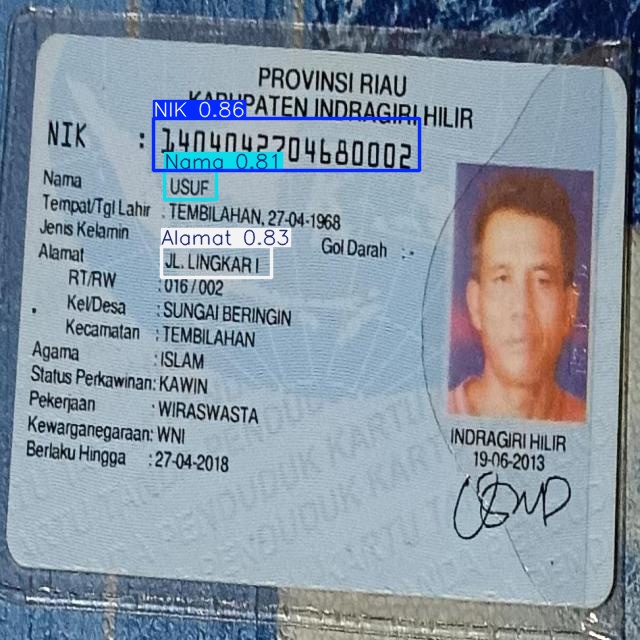 PROVINSI RIAU
KABUPATEN INDRAGIRI HILIR
NIK 0.86
NIK : 1404042704680002
Nama 0.81
Nama USUF
Tempat/Tgl Lahir : TEMBILAHAN, 27-04-1968
Jenis Kelamin Gol Darah : -
Alamat 0.83
Alamat JL. LINGKAR I
RT/RW : 016 / 002
Kel/Desa : SUNGAI BERINGIN
Kecamatan : TEMBILAHAN
Agama : ISLAM
Status Perkawinan: KAWIN
Pekerjaan : WIRASWASTA
Kewarganegaraan: WNI
Berlaku Hingga : 27-04-2018
INDRAGIRI HILIR
19-06-2013